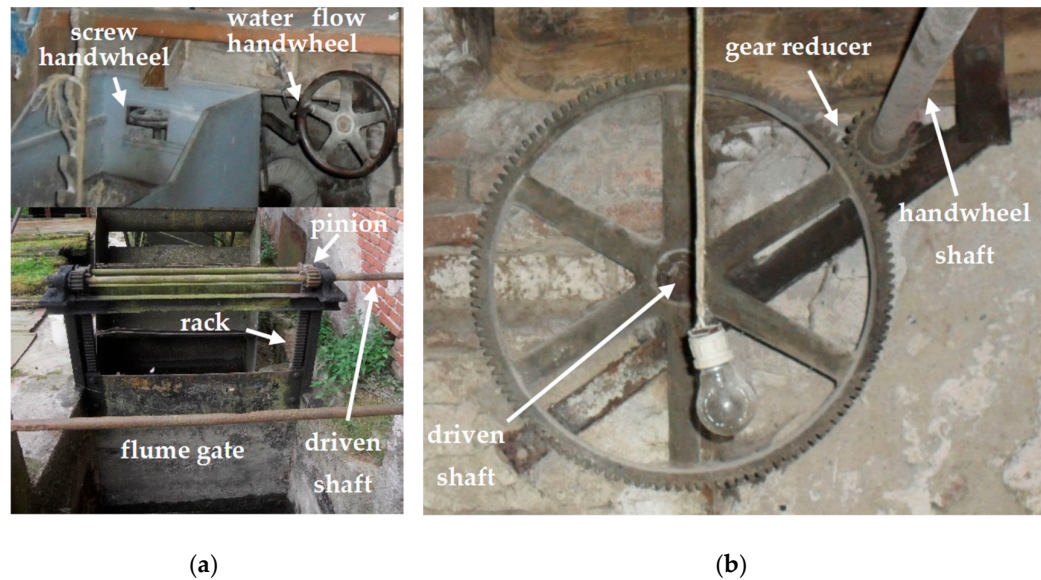 screw
handwheel
water flow
handwheel
pinion
rack
flume gate
driven
shaft
gear reducer
handwheel
shaft
driven
shaft
(a)
(b)